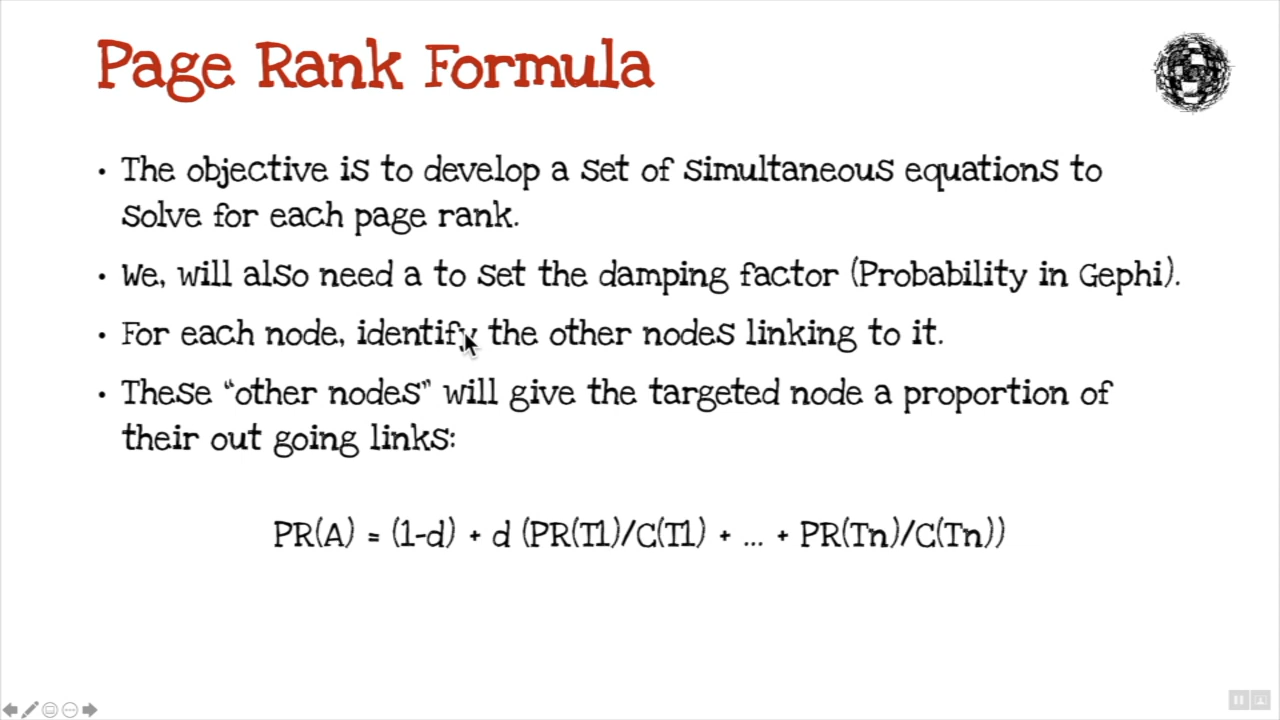 Page Rank Formula
• The objective is to develop a set of simultaneous equations to
solve for each page rank.
• We, will also need a to set the damping factor (Probability in Gephi).
• For each node, identify the other nodes linking to it.
• These “other nodes” will give the targeted node a proportion of
their out going links:
PR(A) = (1-d) + d (PR(T1)/C(T1) + ... + PR(Tn)/C(Tn))